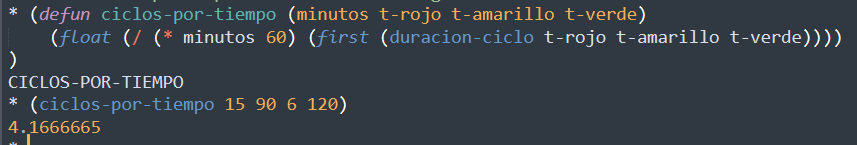 * (defun ciclos-por-tiempo (minutos t-rojo t-amarillo t-verde)
(float (/ (* minutos 60) (first (duracion-ciclo t-rojo t-amarillo t-verde))))
)
CICLOS-POR-TIEMPO
* (ciclos-por-tiempo 15 90 6 120)
4.1666665
*